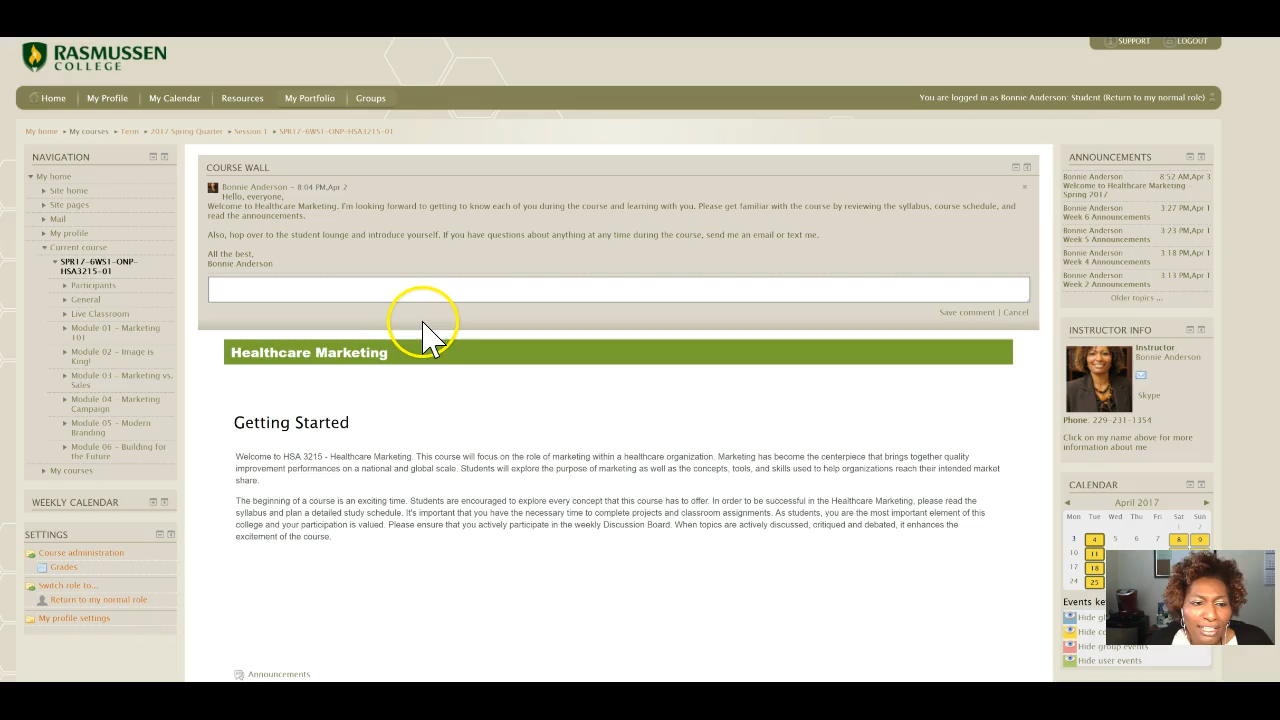 RASMUSSEN
COLLEGE
SUPPORT LOGOUT
Home My Profile My Calendar Resources My Portfolio Groups
You are logged in as Bonnie Anderson: Student (Return to my normal role)
My home ▸ My courses ▸ Term ▸ 2017 Spring Quarter ▸ Session 1 ▸ SPR17-6WS1-ONP-HSA3215-01
NAVIGATION
My home
Site home
Site pages
Mail
My profile
Current course
SPR17-6WS1-ONP-
HSA3215-01
Participants
General
Live Classroom
Module 01 - Marketing
101
Module 02 - Image is
King!
Module 03 - Marketing vs.
Sales
Module 04 - Marketing
Campaign
Module 05 - Modern
Branding
Module 06 - Building for
the Future
My courses
WEEKLY CALENDAR
SETTINGS
Course administration
Grades
Switch role to...
Return to my normal role
My profile settings
COURSE WALL
Bonnie Anderson - 8:04 PM,Apr 2
Hello, everyone,
Welcome to Healthcare Marketing. I'm looking forward to getting to know each of you during the course and learning with you. Please get familiar with the course by reviewing the syllabus, course schedule, and
read the announcements.
Also, hop over to the student lounge and introduce yourself. If you have questions about anything at any time during the course, send me an email or text me.
All the best,
Bonnie Anderson
Save comment | Cancel
Healthcare Marketing
Getting Started
Welcome to HSA 3215 - Healthcare Marketing. This course will focus on the role of marketing within a healthcare organization. Marketing has become the centerpiece that brings together quality
improvement performances on a national and global scale. Students will explore the purpose of marketing as well as the concepts, tools, and skills used to help organizations reach their intended market
share.
The beginning of a course is an exciting time. Students are encouraged to explore every concept that this course has to offer. In order to be successful in the Healthcare Marketing, please read the
syllabus and plan a detailed study schedule. It's important that you have the necessary time to complete projects and classroom assignments. As students, you are the most important element of this
college and your participation is valued. Please ensure that you actively participate in the weekly Discussion Board. When topics are actively discussed, critiqued and debated, it enhances the
excitement of the course.
Announcements
ANNOUNCEMENTS
Bonnie Anderson 8:52 AM,Apr 3
Welcome to Healthcare Marketing -
Spring 2017
Bonnie Anderson 3:27 PM,Apr 1
Week 6 Announcements
Bonnie Anderson 3:23 PM,Apr 1
Week 5 Announcements
Bonnie Anderson 3:18 PM,Apr 1
Week 4 Announcements
Bonnie Anderson 3:13 PM,Apr 1
Week 2 Announcements
Older topics ...
INSTRUCTOR INFO
Instructor
Bonnie Anderson
Skype
Phone: 229-231-1354
Click on my name above for more
information about me
CALENDAR
April 2017
Mon Tue Wed Thu Fri Sat Sun
1 2
3 4 5 6 7 8 9
10 11
17 18
24 25
Events ke
Hide gl
Hide co
Hide group events
Hide user events